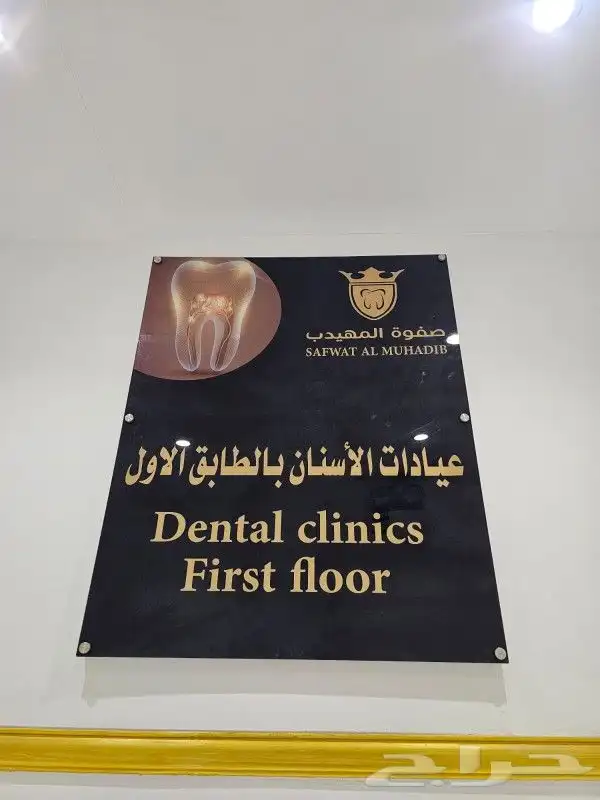 صفوة المهيدب
SAFWAT AL MUHADIB
عيادات الأسنان بالطابق الاول
Dental clinics
First floor
حراج